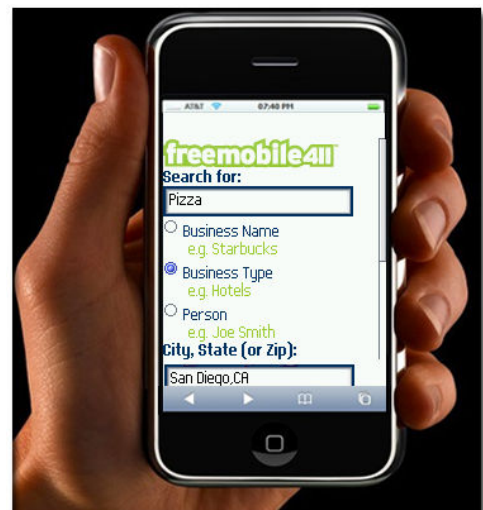 AT&T 07:40 PM
freemobile411
Search for:
Pizza
Business Name
e.g. Starbucks
Business Type
e.g. Hotels
Person
e.g. Joe Smith
City, State (or Zip):
San Diego,CA